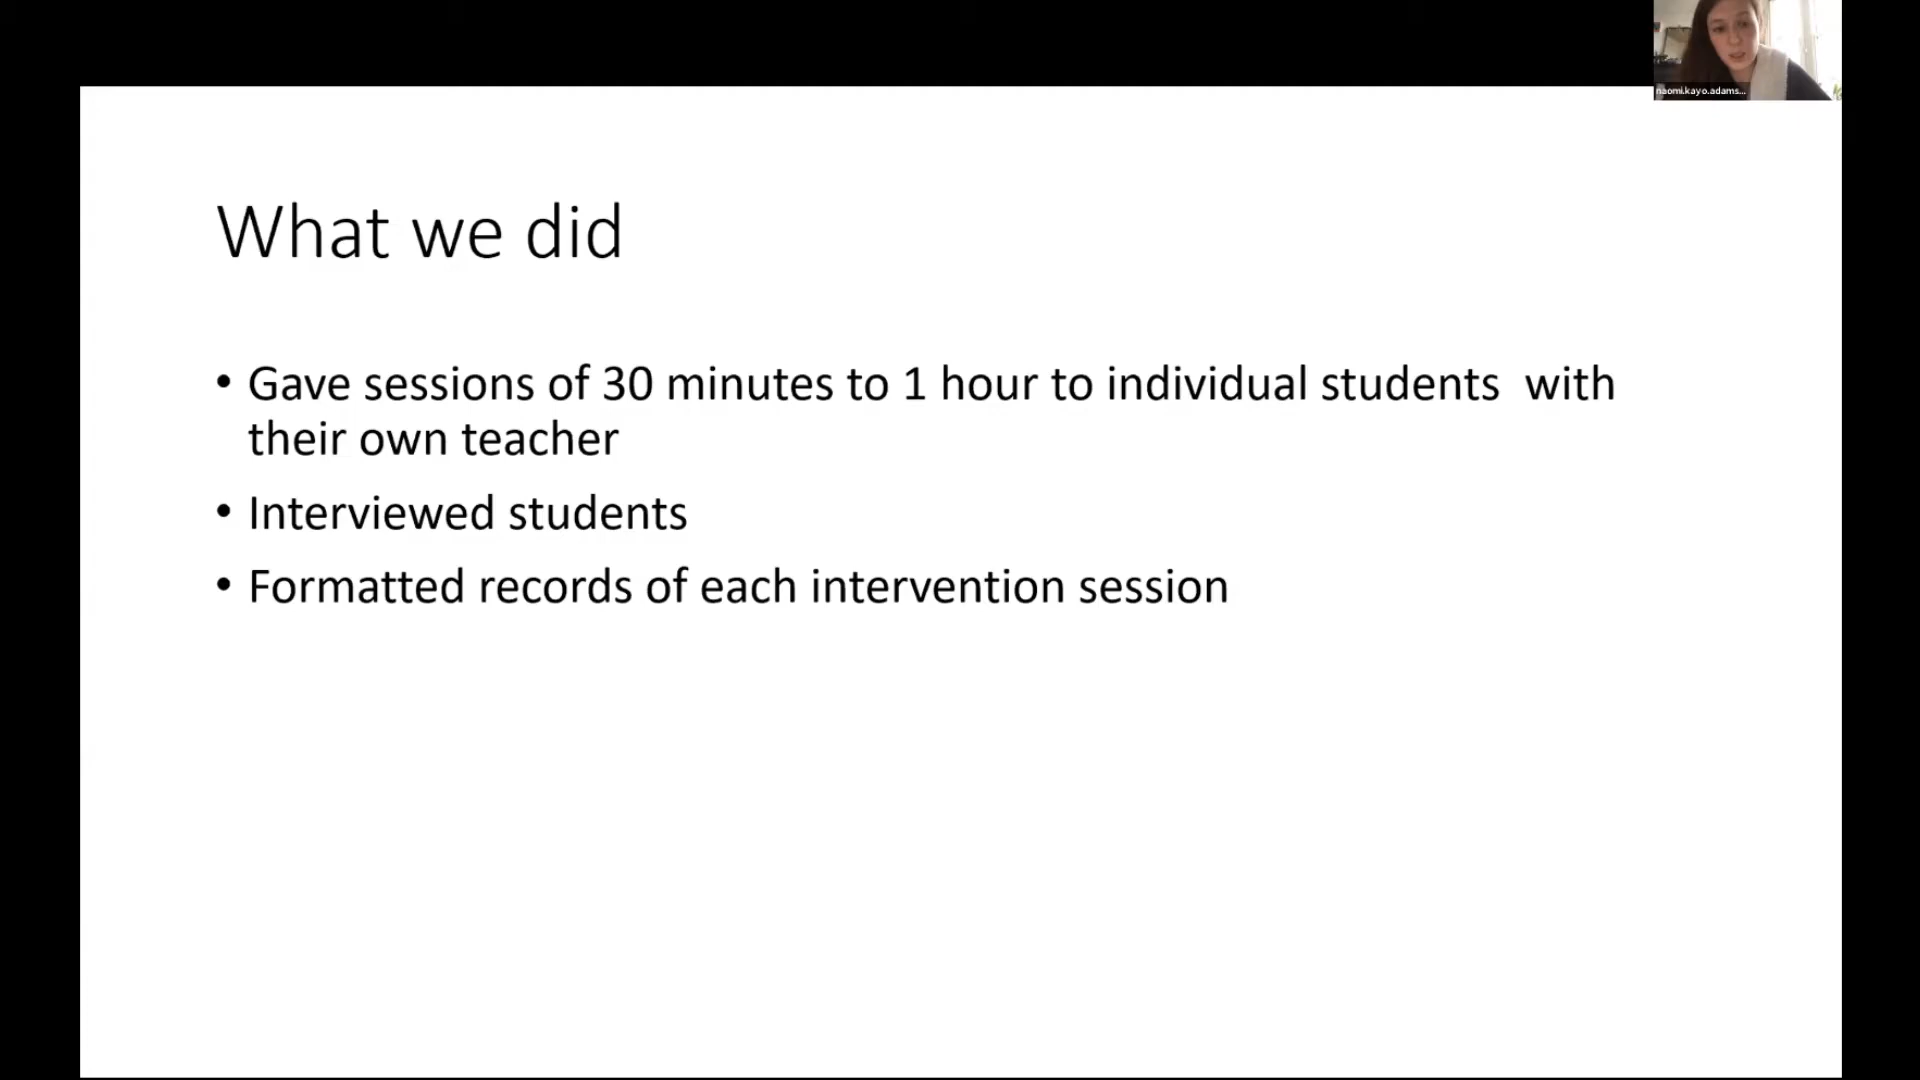 naomi.kayo.adams...
What we did
• Gave sessions of 30 minutes to 1 hour to individual students  with
their own teacher
• Interviewed students
• Formatted records of each intervention session